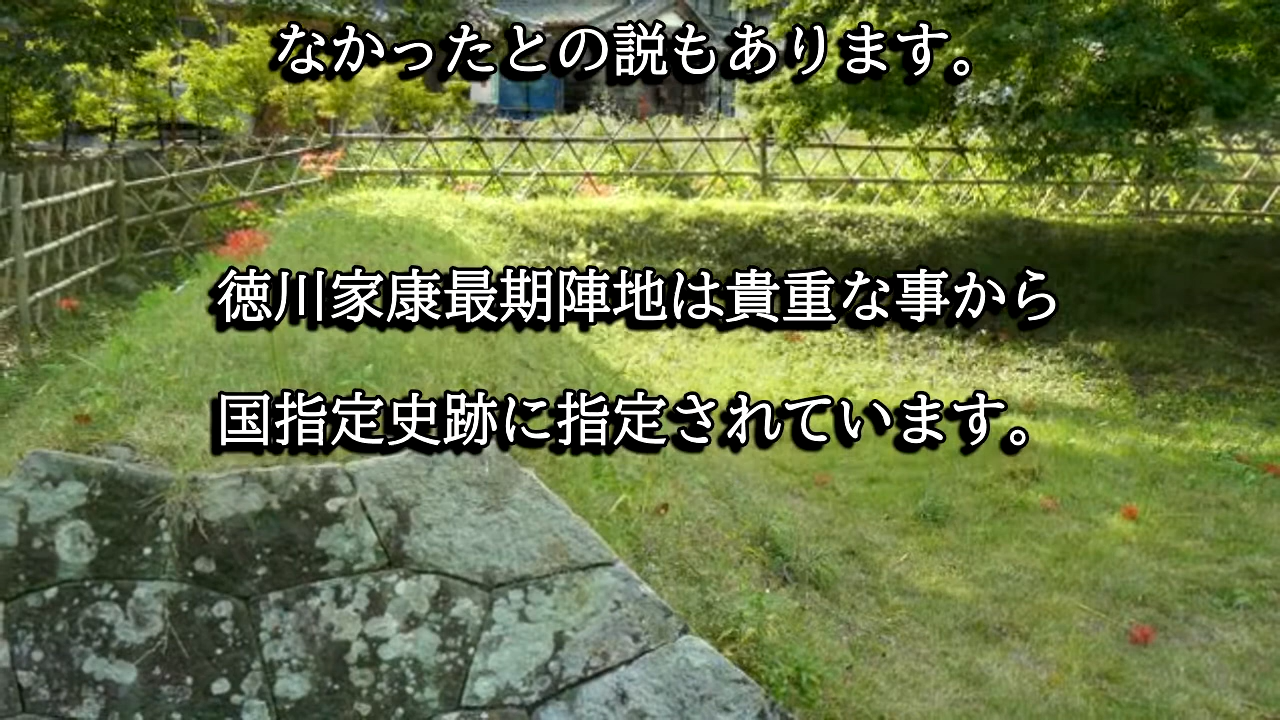 なかったとの説もあります。
徳川家康最期陣地は貴重な事から
国指定史跡に指定されています。